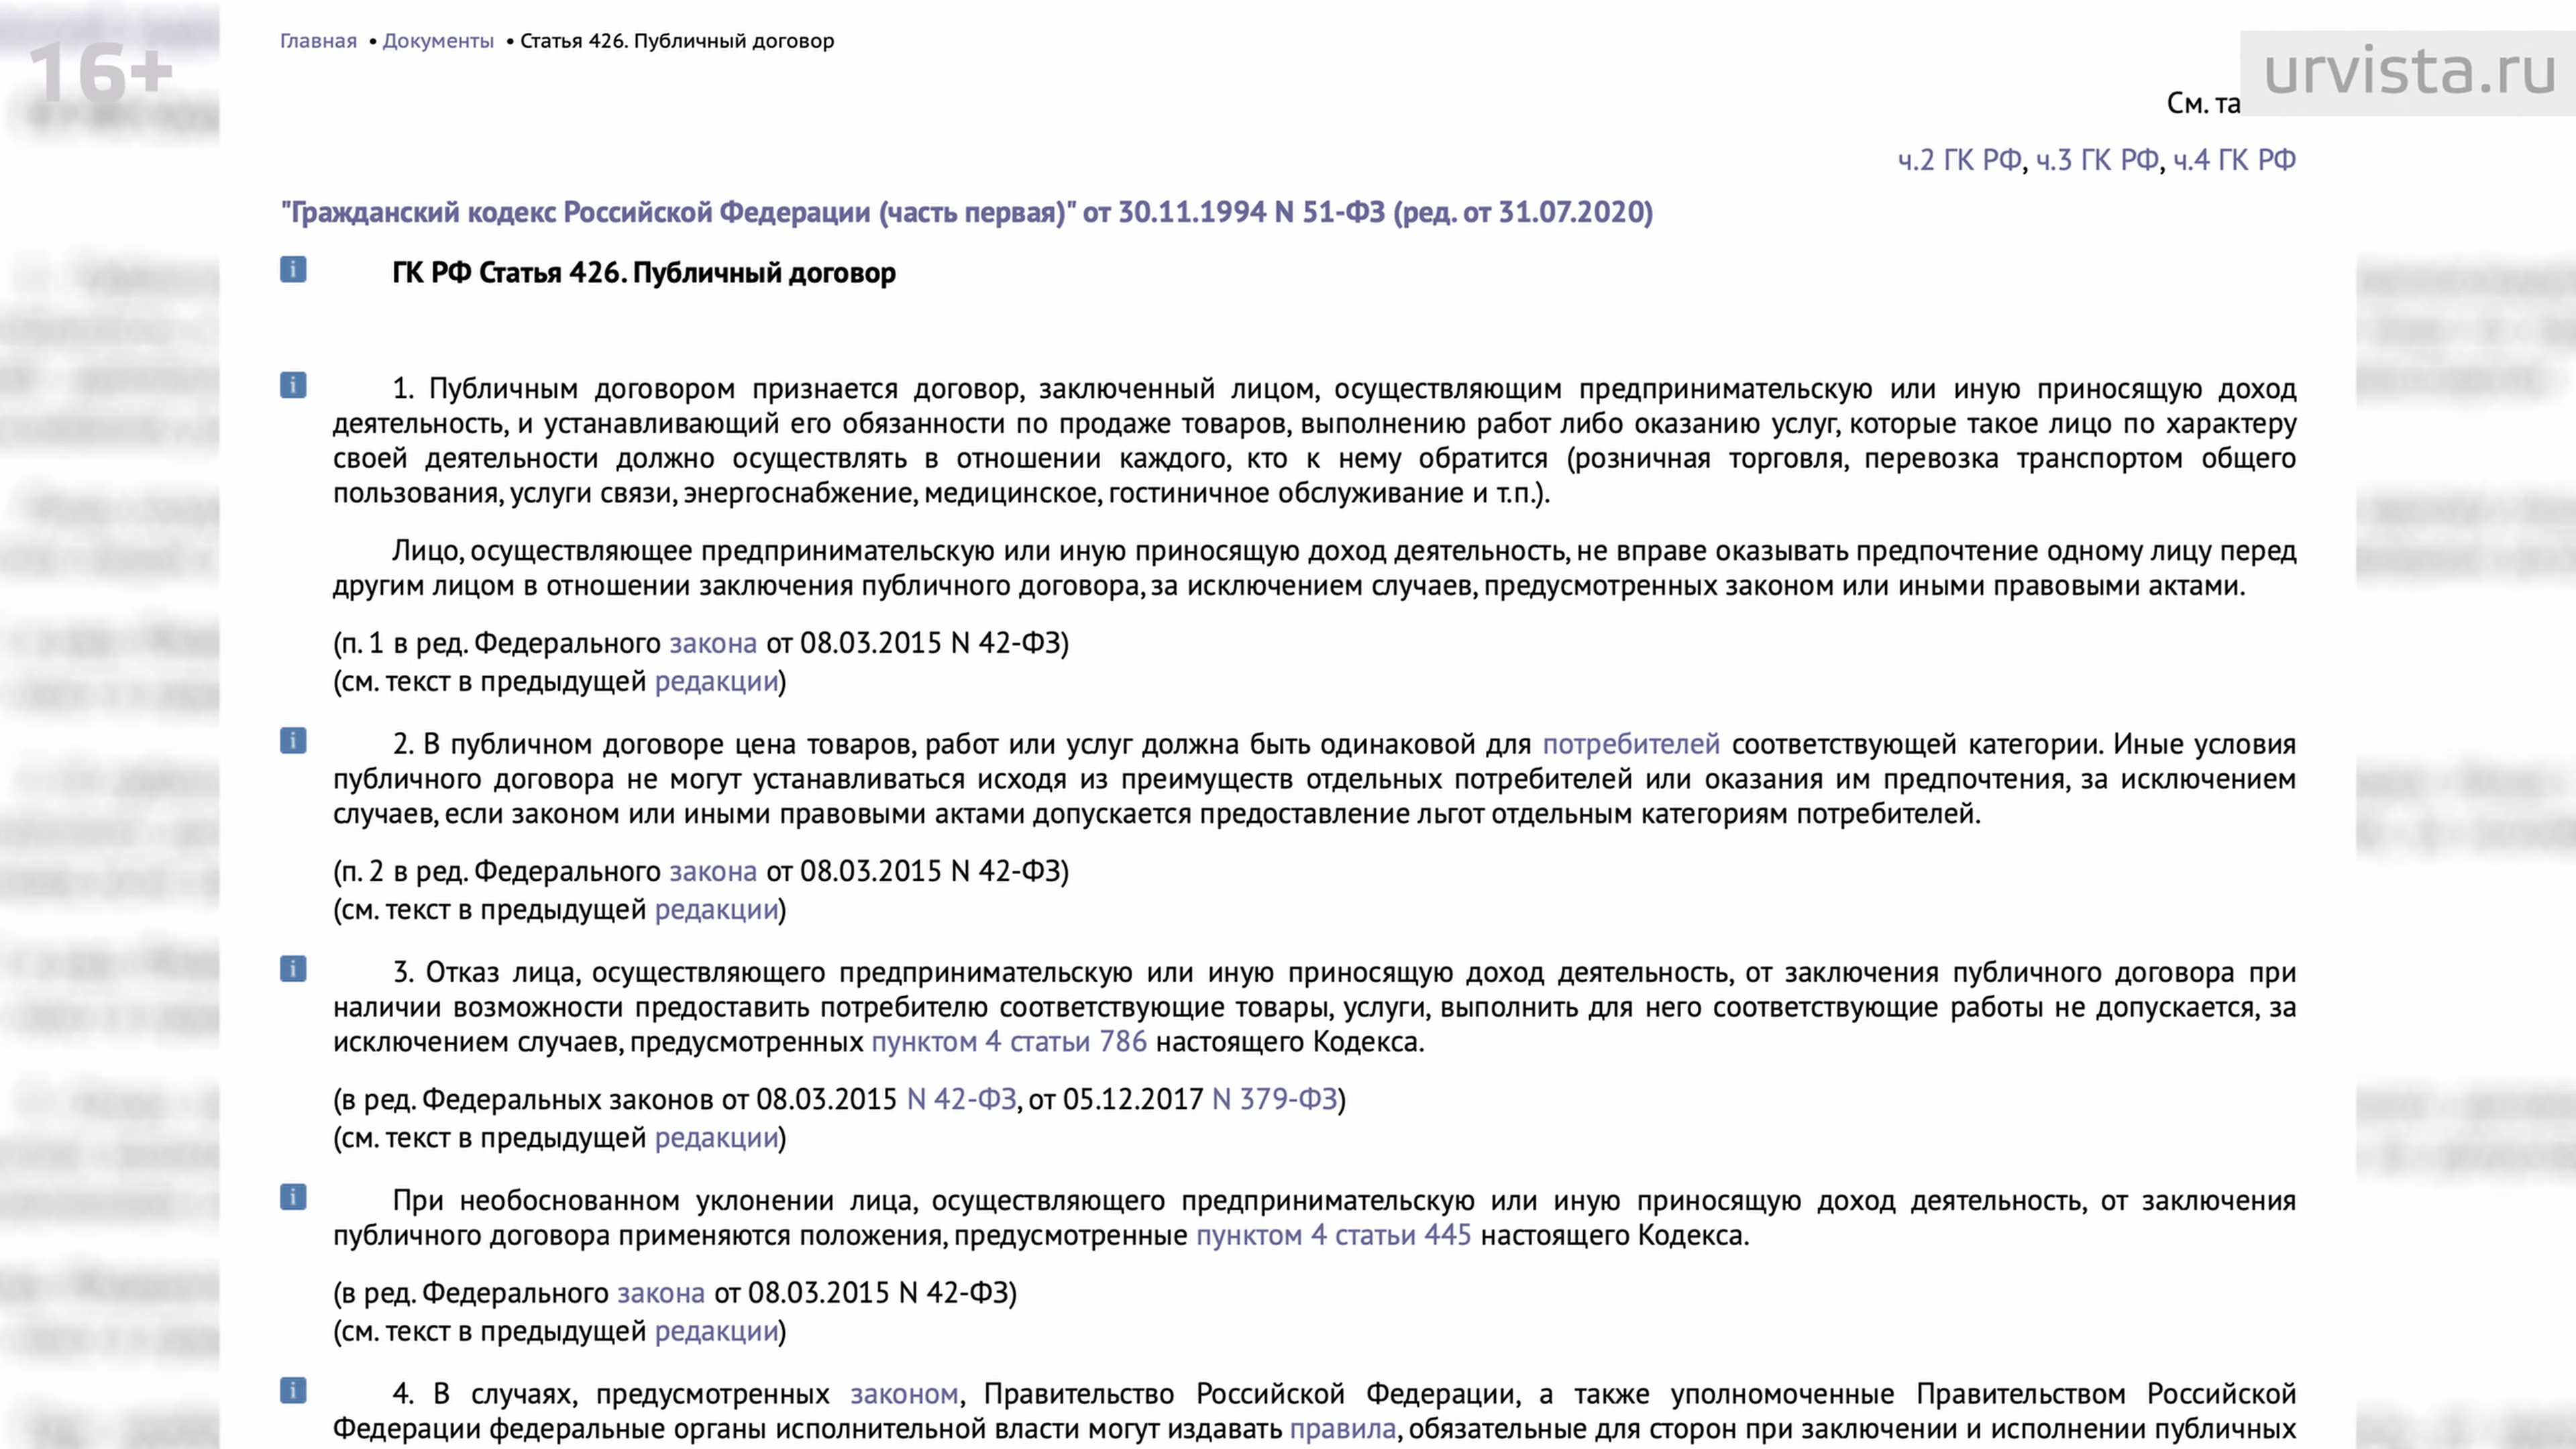 16+
urvista.ru
Главная • Документы • Статья 426. Публичный договор
См. та
ч.2 ГК РФ, ч.3 ГК РФ, ч.4 ГК РФ
"Гражданский кодекс Российской Федерации (часть первая)" от 30.11.1994 N 51-ФЗ (ред. от 31.07.2020)
ГК РФ Статья 426. Публичный договор
1. Публичным договором признается договор, заключенный лицом, осуществляющим предпринимательскую или иную приносящую доход
деятельность, и устанавливающий его обязанности по продаже товаров, выполнению работ либо оказанию услуг, которые такое лицо по характеру
своей деятельности должно осуществлять в отношении каждого, кто к нему обратится (розничная торговля, перевозка транспортом общего
пользования, услуги связи, энергоснабжение, медицинское, гостиничное обслуживание и т.п.).
Лицо, осуществляющее предпринимательскую или иную приносящую доход деятельность, не вправе оказывать предпочтение одному лицу перед
другим лицом в отношении заключения публичного договора, за исключением случаев, предусмотренных законом или иными правовыми актами.
(п. 1 в ред. Федерального закона от 08.03.2015 N 42-ФЗ)
(см. текст в предыдущей редакции)
2. В публичном договоре цена товаров, работ или услуг должна быть одинаковой для потребителей соответствующей категории. Иные условия
публичного договора не могут устанавливаться исходя из преимуществ отдельных потребителей или оказания им предпочтения, за исключением
случаев, если законом или иными правовыми актами допускается предоставление льгот отдельным категориям потребителей.
(п. 2 в ред. Федерального закона от 08.03.2015 N 42-ФЗ)
(см. текст в предыдущей редакции)
3. Отказ лица, осуществляющего предпринимательскую или иную приносящую доход деятельность, от заключения публичного договора при
наличии возможности предоставить потребителю соответствующие товары, услуги, выполнить для него соответствующие работы не допускается, за
исключением случаев, предусмотренных пунктом 4 статьи 786 настоящего Кодекса.
(в ред. Федеральных законов от 08.03.2015 N 42-ФЗ, от 05.12.2017 N 379-ФЗ)
(см. текст в предыдущей редакции)
При необоснованном уклонении лица, осуществляющего предпринимательскую или иную приносящую доход деятельность, от заключения
публичного договора применяются положения, предусмотренные пунктом 4 статьи 445 настоящего Кодекса.
(в ред. Федерального закона от 08.03.2015 N 42-ФЗ)
(см. текст в предыдущей редакции)
4. В случаях, предусмотренных законом, Правительство Российской Федерации, а также уполномоченные Правительством Российской
Федерации федеральные органы исполнительной власти могут издавать правила, обязательные для сторон при заключении и исполнении публичных